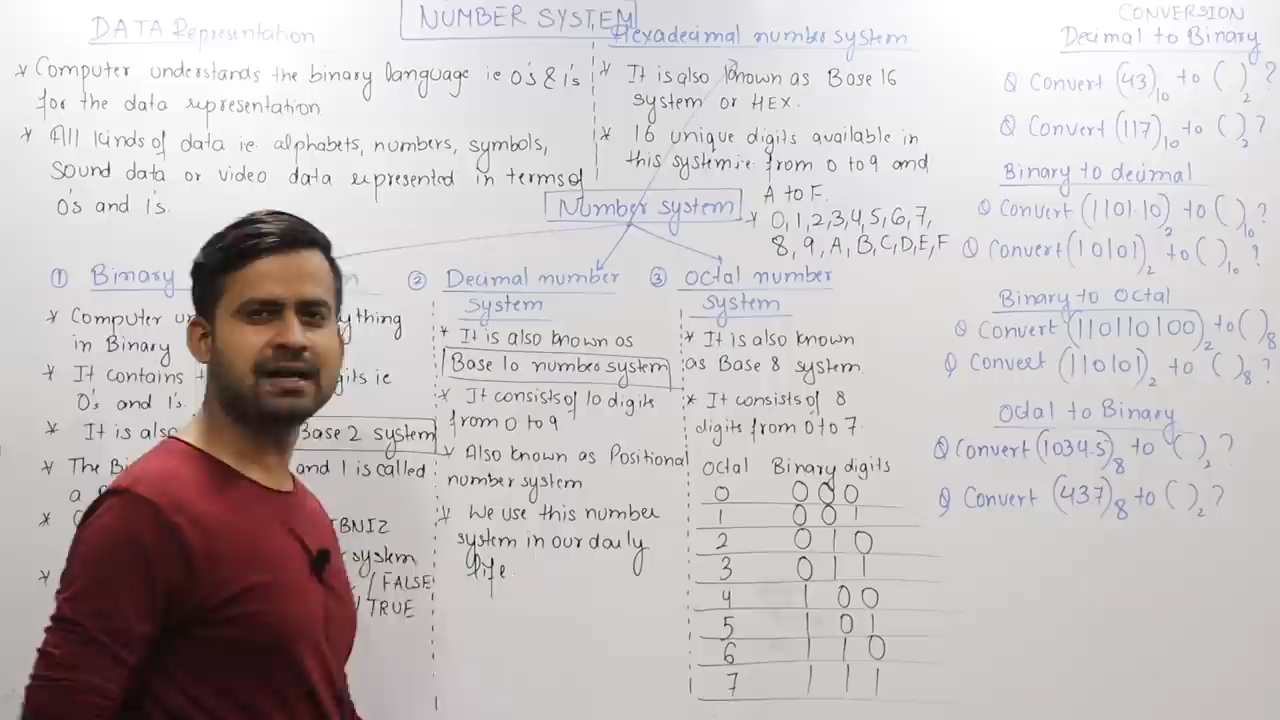 NUMBER SYSTEM
DATA Representation
* Computer understands the binary language ie 0's & 1's
for the data representation
* All kinds of data ie. alphabets, numbers, symbols,
sound data or video data represented in terms of
0's and 1's.
Hexadecimal number system
* It is also known as Base 16
system or HEX.
* 16 unique digits available in
this system i.e from 0 to 9 and
A to F.
* 0, 1, 2, 3, 4, 5, 6, 7,
8, 9, A, B, C, D, E, F
Number system
① Binary
* Computer
in Binary
* It contains
0's and 1's.
* It is also Base 2 system
* The and 1 is called
a
*
system
* / FALSE
/ TRUE
② Decimal number
system
* It is also known as
Base 10 number system
* It consists of 10 digits
from 0 to 9
* Also known as Positional
number system
* We use this number
system in our daily
life.
③ Octal number
system
* It is also known
as Base 8 system.
* It consists of 8
digits from 0 to 7.
Octal Binary digits
0 0 0 0
1 0 0 1
2 0 1 0
3 0 1 1
4 1 0 0
5 1 0 1
6 1 1 0
7 1 1 1
CONVERSION
Decimal to Binary
Q Convert (43)10 to ( )2 ?
Q Convert (117)10 to ( )2 ?
Binary to decimal
Q Convert (1101.10)2 to ( )10 ?
Q Convert (10101)2 to ( )10 ?
Binary to Octal
Q Convert (110110100)2 to ( )8
Q Convert (110101)2 to ( )8 ?
Octal to Binary
Q Convert (1034.5)8 to ( )2 ?
Q Convert (437)8 to ( )2 ?